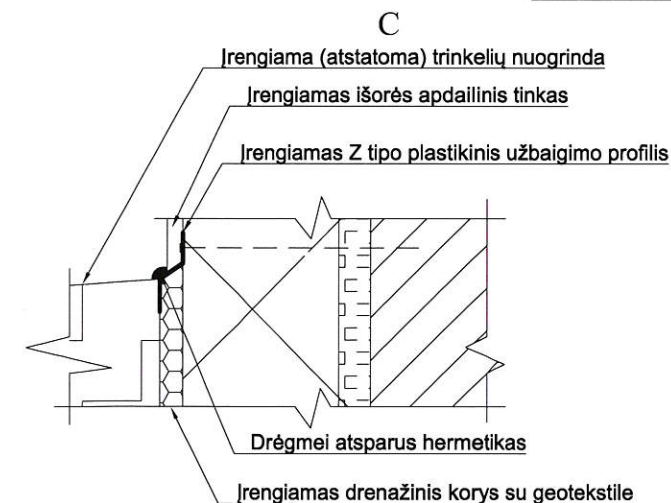 C
Įrengiama (atstatoma) trinkelių nuogrinda
Įrengiamas išorės apdailinis tinkas
Įrengiamas Z tipo plastikinis užbaigimo profilis
Drėgmei atsparus hermetikas
Įrengiamas drenažinis korys su geotekstile